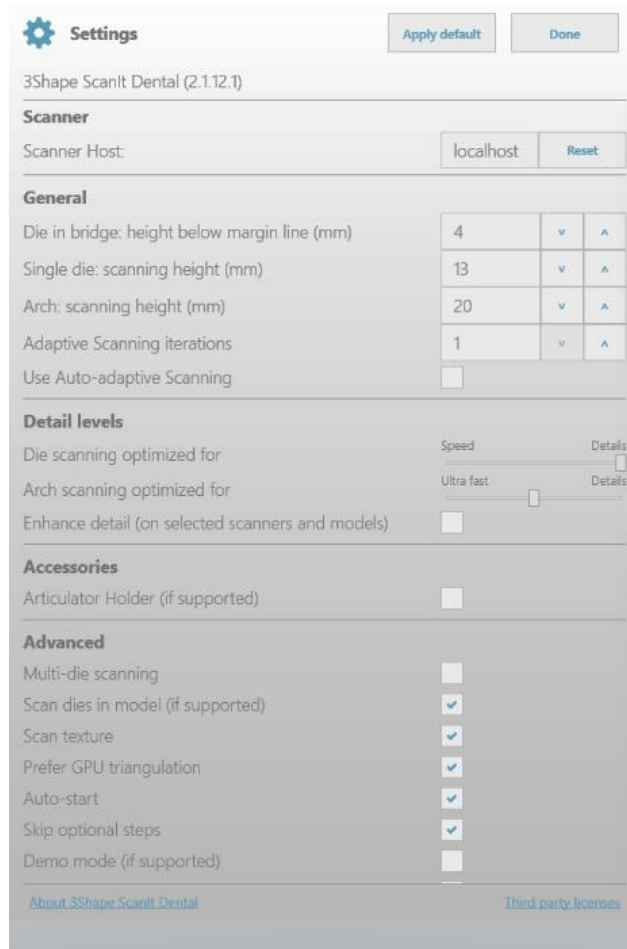 Settings
Apply default
Done
3Shape ScanIt Dental (2.1.12.1)
Scanner
Scanner Host: localhost Reset
General
Die in bridge: height below margin line (mm) 4
Single die: scanning height (mm) 13
Arch: scanning height (mm) 20
Adaptive Scanning iterations 1
Use Auto-adaptive Scanning
Detail levels
Die scanning optimized for Speed Details
Arch scanning optimized for Ultra fast Details
Enhance detail (on selected scanners and models)
Accessories
Articulator Holder (if supported)
Advanced
Multi-die scanning
Scan dies in model (if supported)
Scan texture
Prefer GPU triangulation
Auto-start
Skip optional steps
Demo mode (if supported)
About 3Shape ScanIt Dental Third party licenses